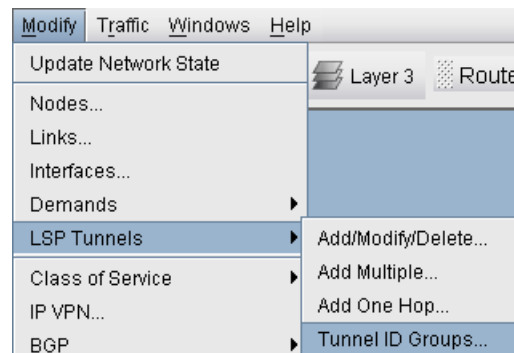 Modify Traffic Windows Help
Update Network State
Layer 3 Route
Nodes...
Links...
Interfaces...
Demands
LSP Tunnels
Add/Modify/Delete...
Class of Service
Add Multiple...
IP VPN...
Add One Hop...
BGP
Tunnel ID Groups...